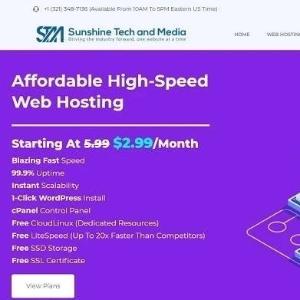 +1 (321) 348-7136 (Available From 10AM To 5PM Eastern US Time)
STM Sunshine Tech and Media
Driving the industry forward, one website at a time
HOME WEB HOSTING
Affordable High-Speed
Web Hosting
Starting At 5.99 $2.99/Month
Blazing Fast Speed
99.9% Uptime
Instant Scalability
1-Click WordPress Install
cPanel Control Panel
Free CloudLinux (Dedicated Resources)
Free LiteSpeed (Up To 20x Faster Than Competitors)
Free SSD Storage
Free SSL Certificate
View Plans